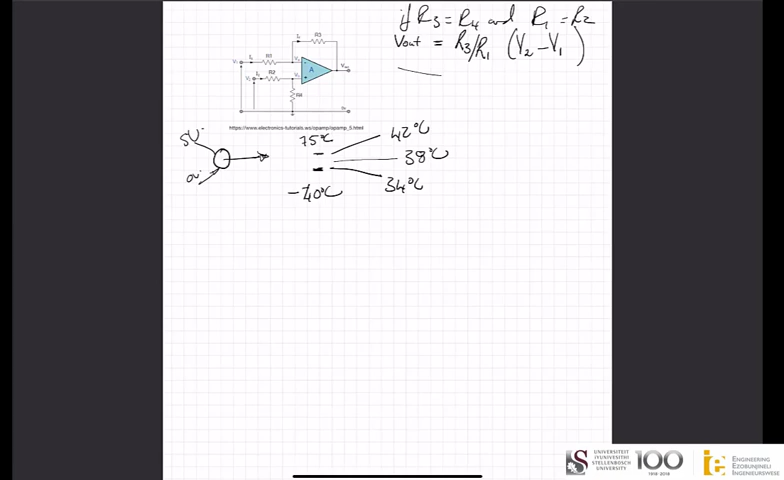 if R3 = R4 and R1 = R2
Vout = R3/R1 (V2 - V1)
R3
R1
R2
A
R4
https://www.electronics-tutorials.ws/opamp/opamp_5.html
5V
0V
75°C
-40°C
42°C
38°C
34°C
UNIVERSITEIT
IYUNIVESITHI
STELLENBOSCH
UNIVERSITY
100
1918-2018
ENGINEERING
EZOBUNJINELI
INGENIEURSWESE